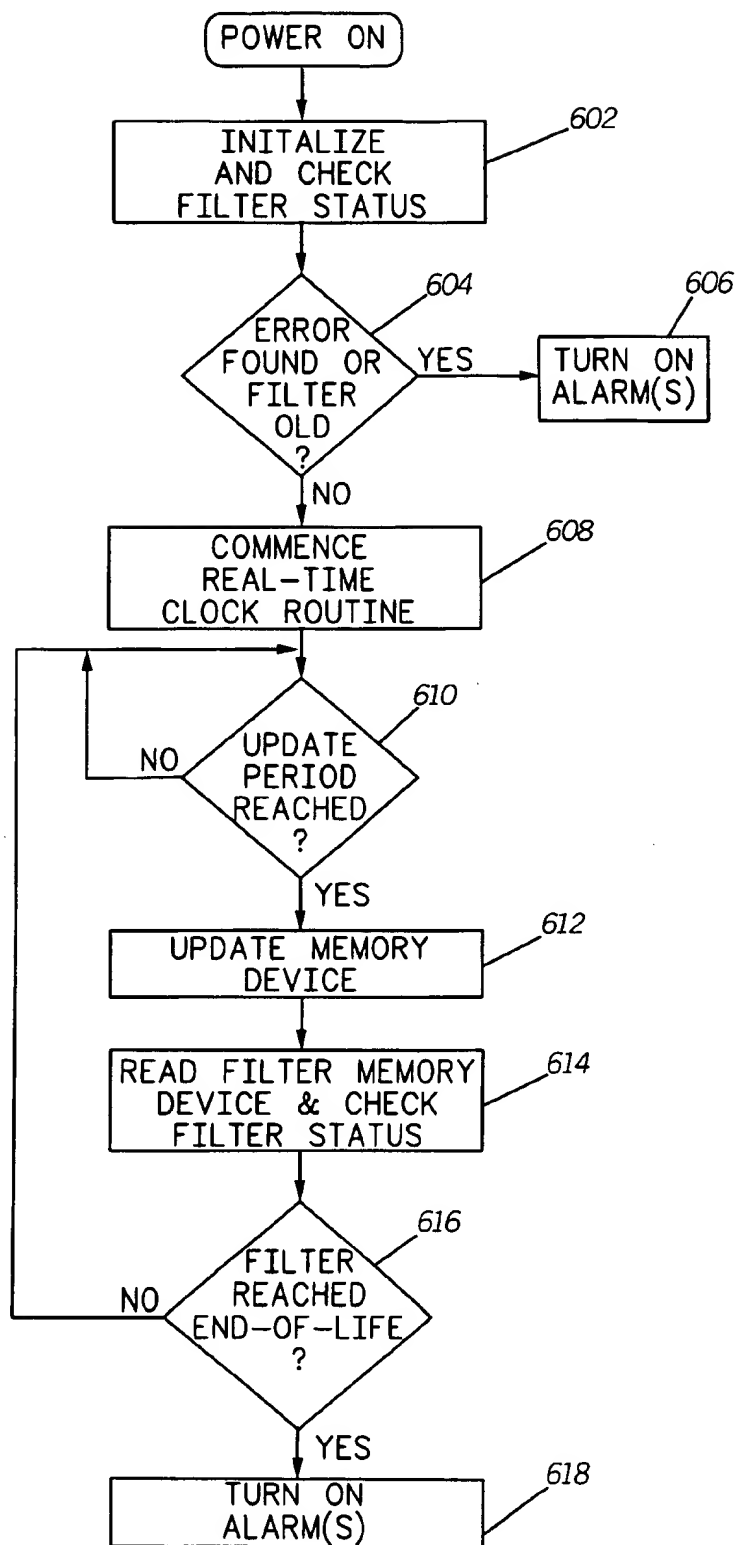 POWER ON
602
INITALIZE
AND CHECK
FILTER STATUS
604
606
ERROR
FOUND OR
FILTER
OLD
?
YES
TURN ON
ALARM(S)
NO
608
COMMENCE
REAL-TIME
CLOCK ROUTINE
610
NO
UPDATE
PERIOD
REACHED
?
YES
612
UPDATE MEMORY
DEVICE
614
READ FILTER MEMORY
DEVICE & CHECK
FILTER STATUS
616
NO
FILTER
REACHED
END-OF-LIFE
?
YES
618
TURN ON
ALARM(S)